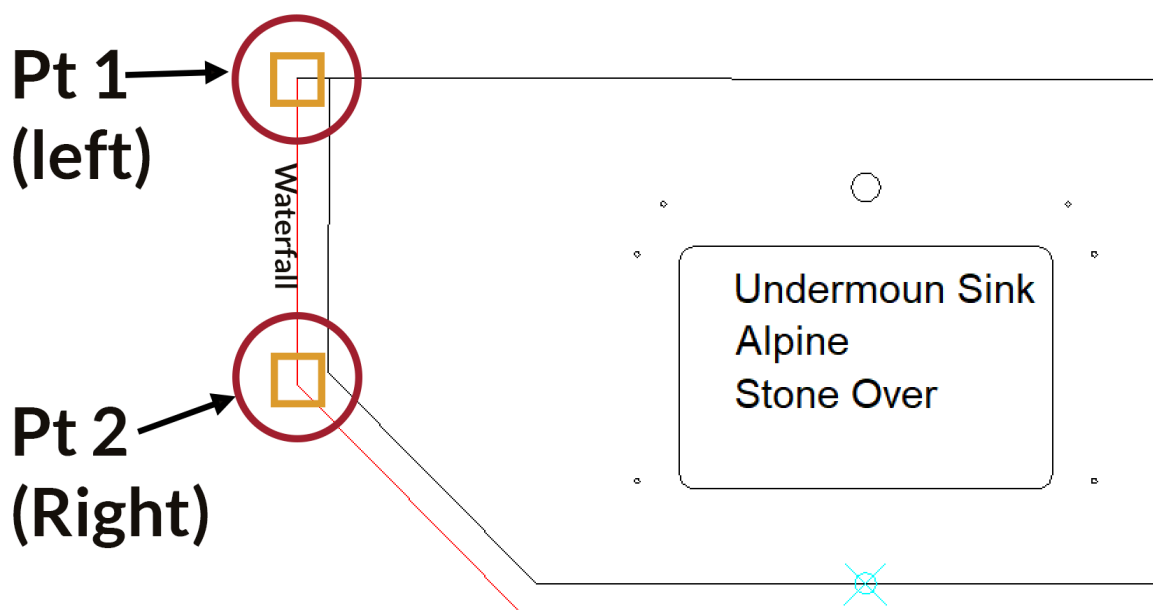 Pt 1
(left)
Waterfall
Undermoun Sink
Alpine
Stone Over
Pt 2
(Right)